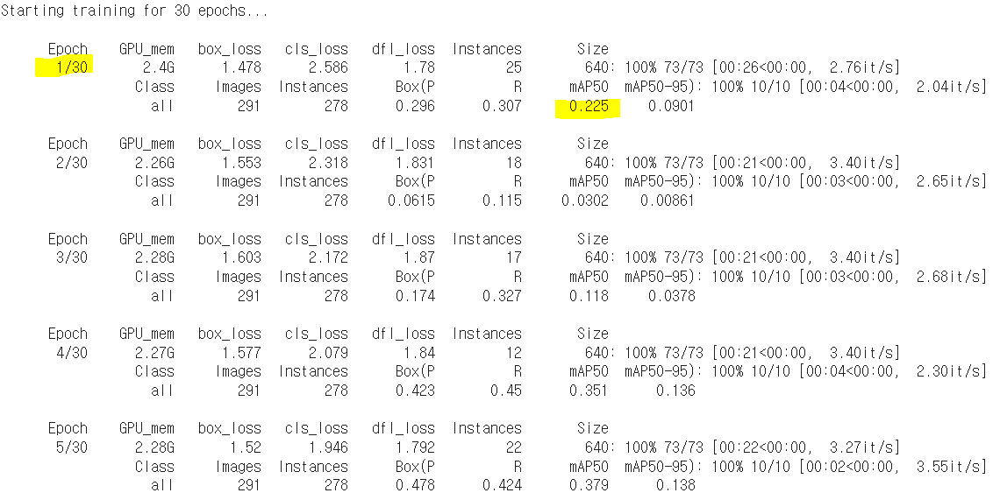 Starting training for 30 epochs...
Epoch GPU_mem box_loss cls_loss dfl_loss Instances Size
1/30 2.4G 1.478 2.586 1.78 25 640: 100% 73/73 [00:26<00:00, 2.76it/s]
Class Images Instances Box(P R mAP50 mAP50-95): 100% 10/10 [00:04<00:00, 2.04it/s]
all 291 278 0.296 0.307 0.225 0.0901
Epoch GPU_mem box_loss cls_loss dfl_loss Instances Size
2/30 2.26G 1.553 2.318 1.831 18 640: 100% 73/73 [00:21<00:00, 3.40it/s]
Class Images Instances Box(P R mAP50 mAP50-95): 100% 10/10 [00:03<00:00, 2.65it/s]
all 291 278 0.0615 0.115 0.0302 0.00861
Epoch GPU_mem box_loss cls_loss dfl_loss Instances Size
3/30 2.28G 1.603 2.172 1.87 17 640: 100% 73/73 [00:21<00:00, 3.40it/s]
Class Images Instances Box(P R mAP50 mAP50-95): 100% 10/10 [00:03<00:00, 2.68it/s]
all 291 278 0.174 0.327 0.118 0.0378
Epoch GPU_mem box_loss cls_loss dfl_loss Instances Size
4/30 2.27G 1.577 2.079 1.84 12 640: 100% 73/73 [00:21<00:00, 3.40it/s]
Class Images Instances Box(P R mAP50 mAP50-95): 100% 10/10 [00:04<00:00, 2.30it/s]
all 291 278 0.423 0.45 0.351 0.136
Epoch GPU_mem box_loss cls_loss dfl_loss Instances Size
5/30 2.28G 1.52 1.946 1.792 22 640: 100% 73/73 [00:22<00:00, 3.27it/s]
Class Images Instances Box(P R mAP50 mAP50-95): 100% 10/10 [00:02<00:00, 3.55it/s]
all 291 278 0.478 0.424 0.379 0.138